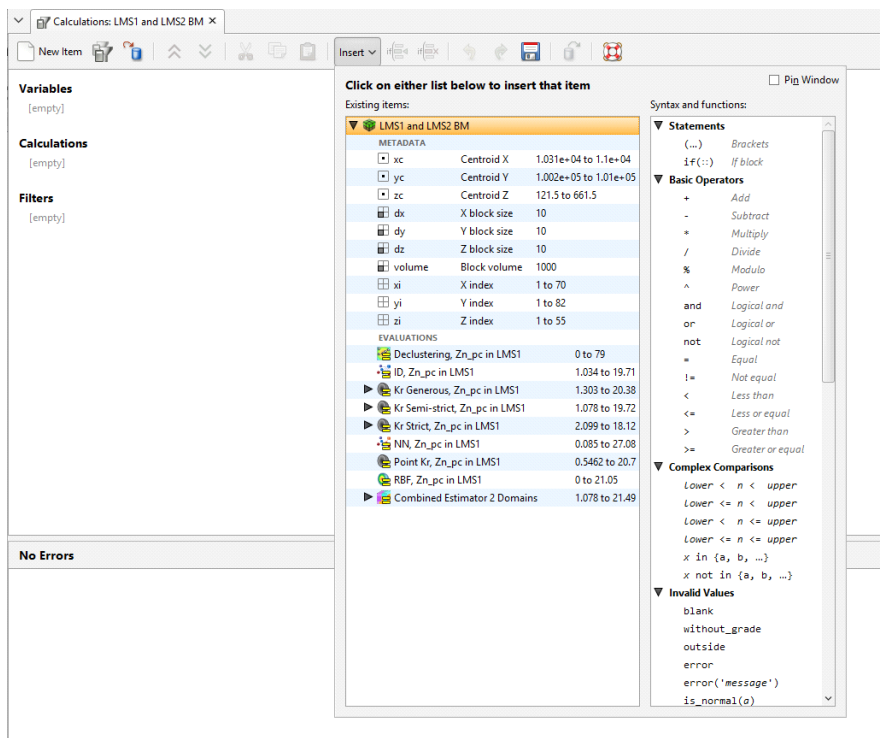 Calculations: LMS1 and LMS2 BM ×
New Item
Insert
if
if
Variables
[empty]
Calculations
[empty]
Filters
[empty]
No Errors
Click on either list below to insert that item
Pin Window
Existing items:
LMS1 and LMS2 BM
METADATA
xc Centroid X 1.031e+04 to 1.1e+04
yc Centroid Y 1.002e+05 to 1.01e+05
zc Centroid Z 121.5 to 661.5
dx X block size 10
dy Y block size 10
dz Z block size 10
volume Block volume 1000
xi X index 1 to 70
yi Y index 1 to 82
zi Z index 1 to 55
EVALUATIONS
Declustering, Zn_pc in LMS1 0 to 79
ID, Zn_pc in LMS1 1.034 to 19.71
Kr Generous, Zn_pc in LMS1 1.303 to 20.38
Kr Semi-strict, Zn_pc in LMS1 1.078 to 19.72
Kr Strict, Zn_pc in LMS1 2.099 to 18.12
NN, Zn_pc in LMS1 0.085 to 27.08
Point Kr, Zn_pc in LMS1 0.5462 to 20.7
RBF, Zn_pc in LMS1 0 to 21.05
Combined Estimator 2 Domains 1.078 to 21.49
Syntax and functions:
Statements
(…) Brackets
if(::) If block
Basic Operators
+ Add
- Subtract
* Multiply
/ Divide
% Modulo
^ Power
and Logical and
or Logical or
not Logical not
= Equal
!= Not equal
< Less than
<= Less or equal
> Greater than
>= Greater or equal
Complex Comparisons
Lower < n < upper
Lower <= n < upper
Lower < n <= upper
Lower <= n <= upper
x in {a, b, …}
x not in {a, b, …}
Invalid Values
blank
without_grade
outside
error
error('message')
is_normal(a)